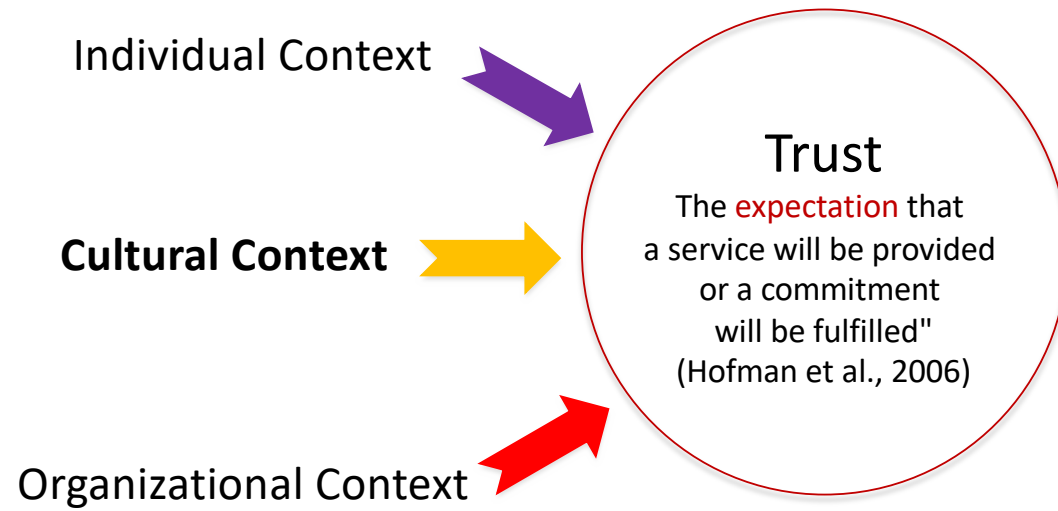 Individual Context
Cultural Context
Organizational Context
Trust
The expectation that
a service will be provided
or a commitment
will be fulfilled"
(Hofman et al., 2006)